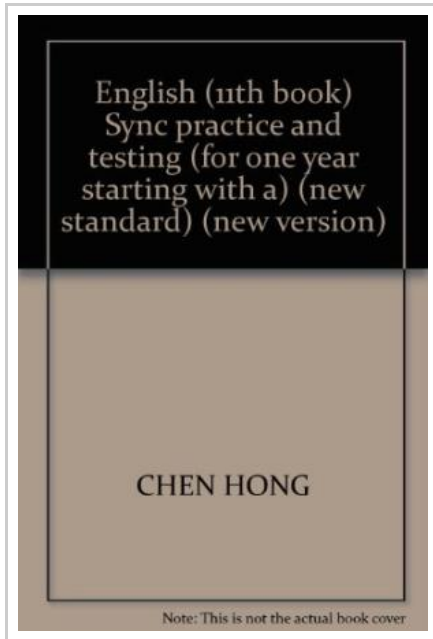 English (11th book)
Sync practice and
testing (for one year
starting with a) (new
standard) (new version)
CHEN HONG
Note: This is not the actual book cover